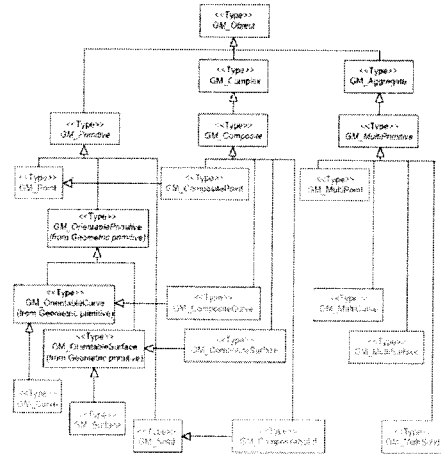 <<Type>>
GM_Object
<<Type>>
GM_Complex
<<Type>>
GM_Aggregate
<<Type>>
GM_Primitive
<<Type>>
GM_Composite
<<Type>>
GM_MultiPrimitive
<<Type>>
GM_Point
<<Type>>
GM_CompositePoint
<<Type>>
GM_MultiPoint
<<Type>>
GM_OrientablePrimitive
(from Geometric primitive)
<<Type>>
GM_OrientableCurve
(from Geometric primitive)
<<Type>>
GM_CompositeCurve
<<Type>>
GM_MultiCurve
<<Type>>
GM_OrientableSurface
(from Geometric primitive)
<<Type>>
GM_CompositeSurface
<<Type>>
GM_MultiSurface
<<Type>>
GM_Curve
<<Type>>
GM_Surface
<<Type>>
GM_Solid
<<Type>>
GM_CompositeSolid
<<Type>>
GM_MultiSolid